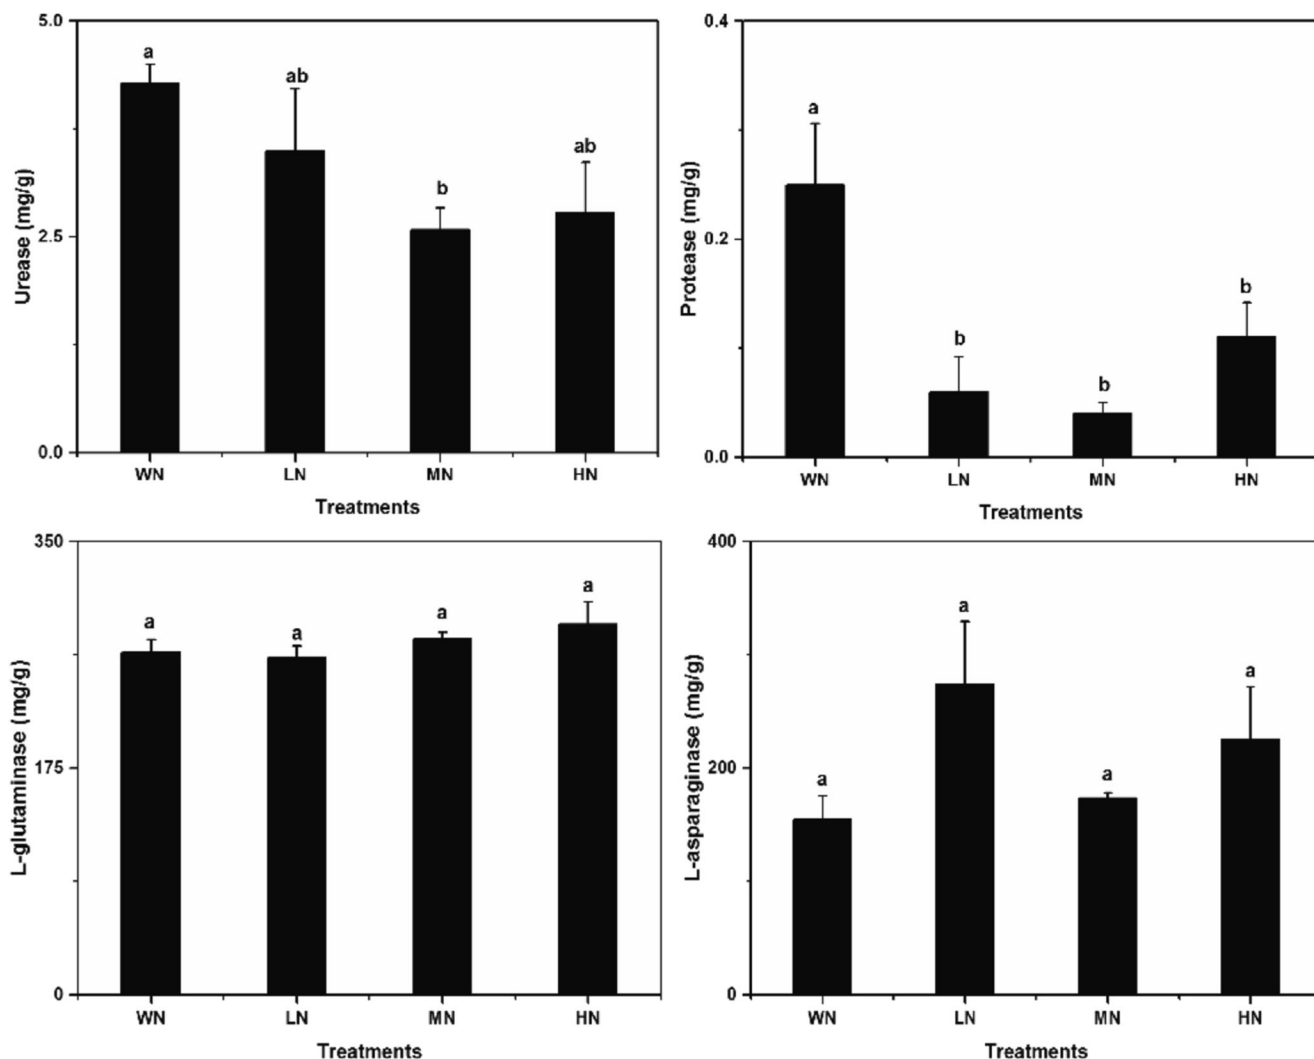 5.0
2.5
0.0
Urease (mg/g)
a
ab
b
ab
WN
LN
MN
HN
Treatments
0.4
0.2
0.0
Protease (mg/g)
a
b
b
b
WN
LN
MN
HN
Treatments
350
175
0
L-glutaminase (mg/g)
a
a
a
a
WN
LN
MN
HN
Treatments
400
200
0
L-asparaginase (mg/g)
a
a
a
a
WN
LN
MN
HN
Treatments